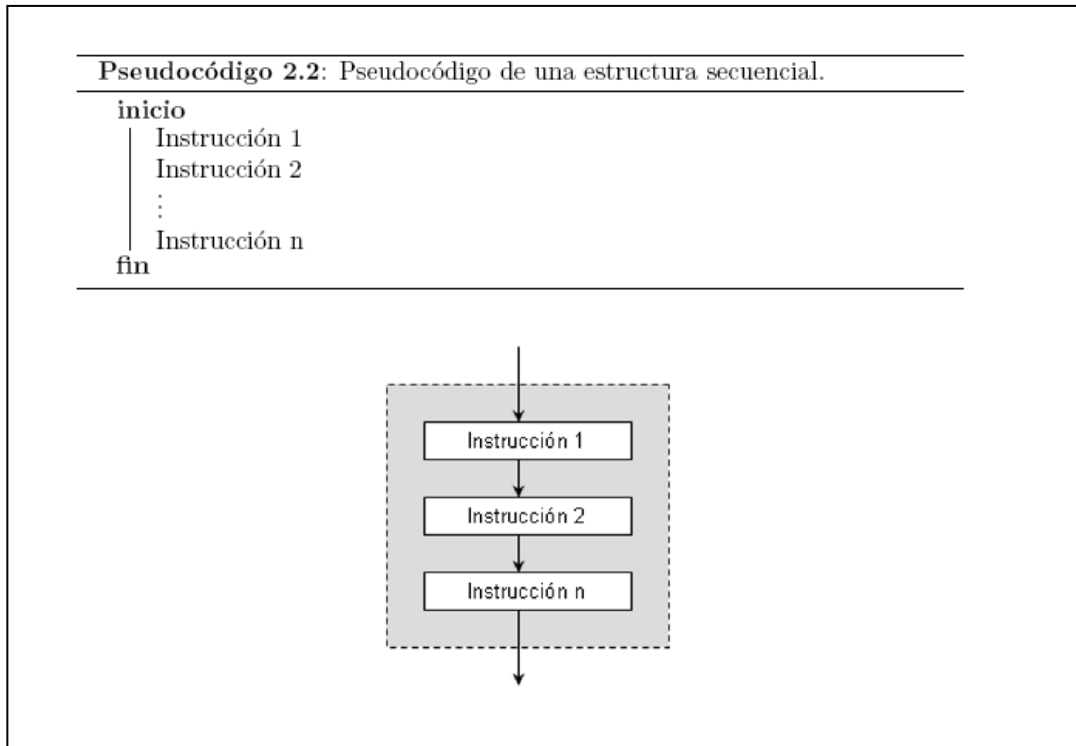 Pseudocódigo 2.2: Pseudocódigo de una estructura secuencial.
inicio
Instrucción 1
Instrucción 2
⋮
Instrucción n
fin
Instrucción 1
Instrucción 2
Instrucción n